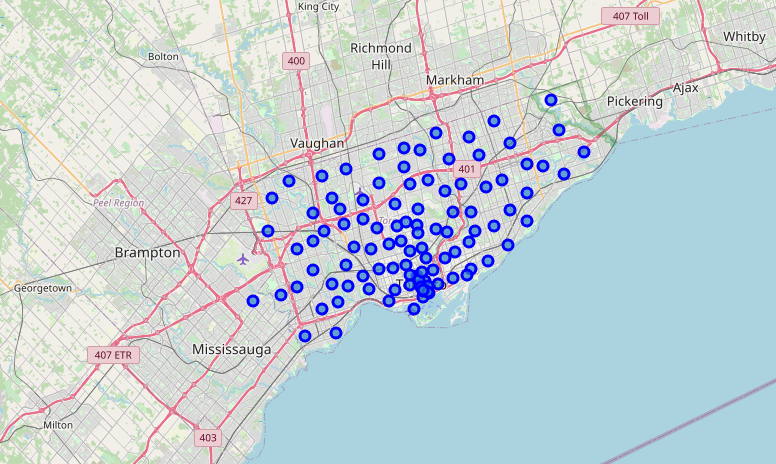 King City
407 Toll
Whitby
Richmond
Hill
400
Bolton
Markham
Ajax
Pickering
Vaughan
401
427
Peel Region
Brampton
Georgetown
Mississauga
407 ETR
Milton
403